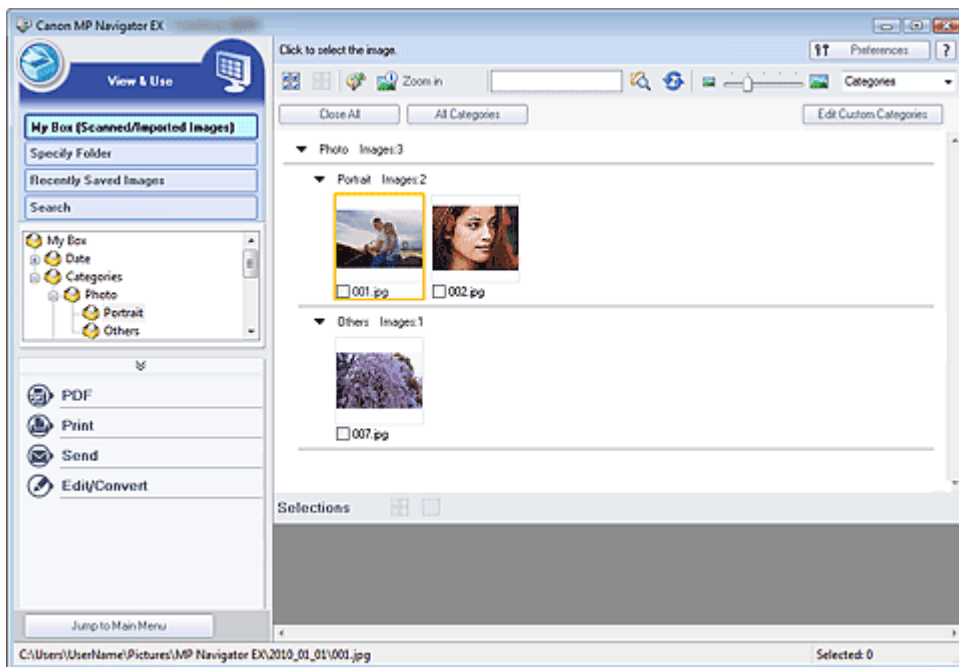 Canon MP Navigator EX
View & Use
My Box (Scanned/Imported Images)
Specify Folder
Recently Saved Images
Search
My Box
Date
Categories
Photo
Portrait
Others
PDF
Print
Send
Edit/Convert
Jump to Main Menu
Click to select the image.
Preferences
?
Zoom in
Categories
Close All
All Categories
Edit Custom Categories
Photo Images:3
Portrait Images:2
001.jpg
002.jpg
Others Images:1
007.jpg
Selections
C:\Users\UserName\Pictures\MP Navigator EX\2010_01_01\001.jpg
Selected: 0